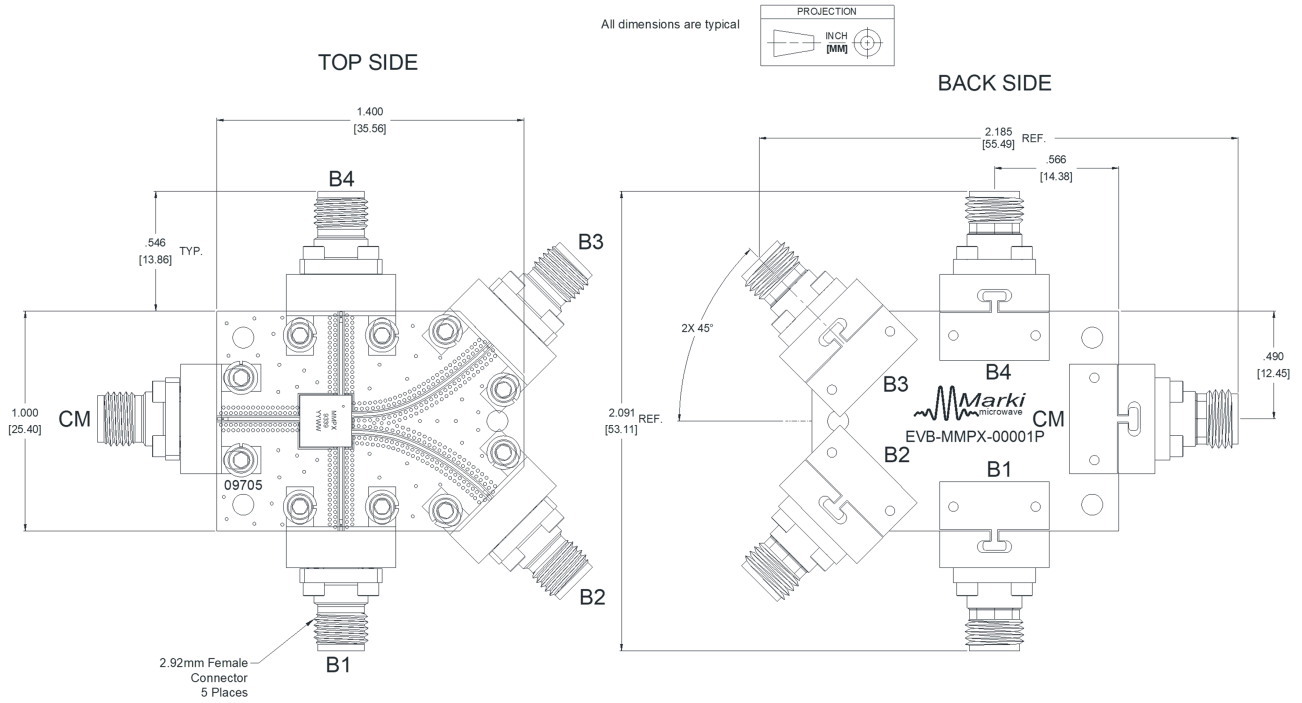 All dimensions are typical
PROJECTION
INCH
[MM]
TOP SIDE
1.400
[35.56]
B4
.546
[13.86]
TYP.
B3
CM
1.000
[25.40]
MMPX
9399
YYWW
09705
B2
2.92mm Female
Connector
5 Places
B1
BACK SIDE
2.185
[55.49]
REF.
.566
[14.38]
2X 45°
2.091
[53.11]
REF.
.490
[12.45]
B4
B3
Marki
microwave
CM
EVB-MMPX-00001P
B2
B1